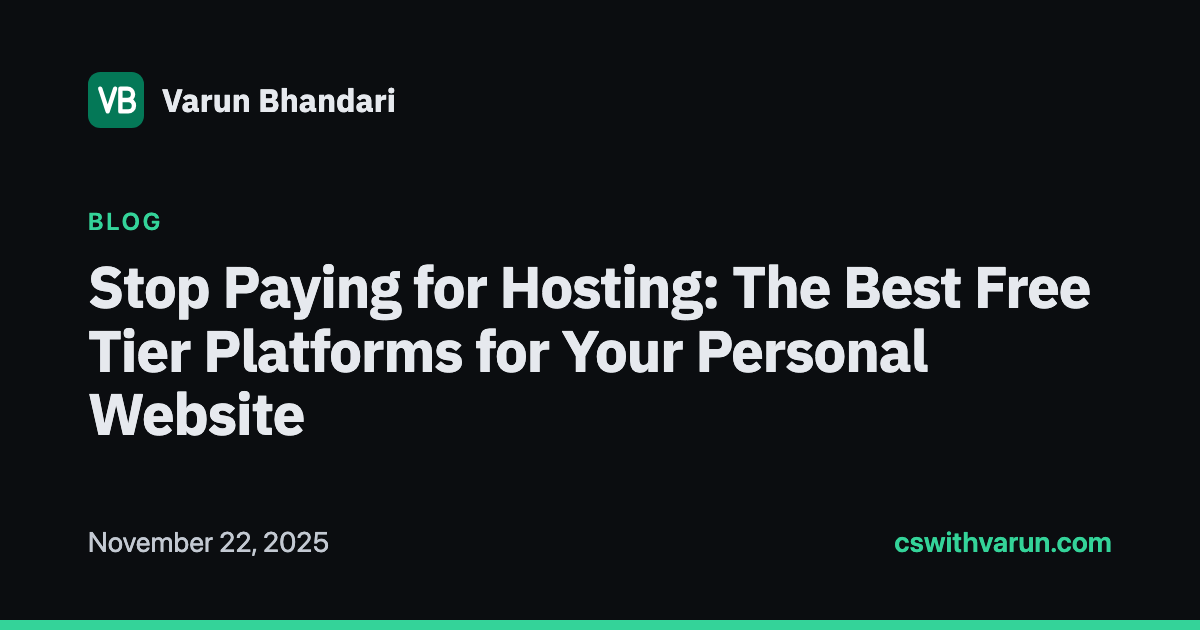 VB
Varun Bhandari
BLOG
Stop Paying for Hosting: The Best Free
Tier Platforms for Your Personal
Website
November 22, 2025
cswithvarun.com